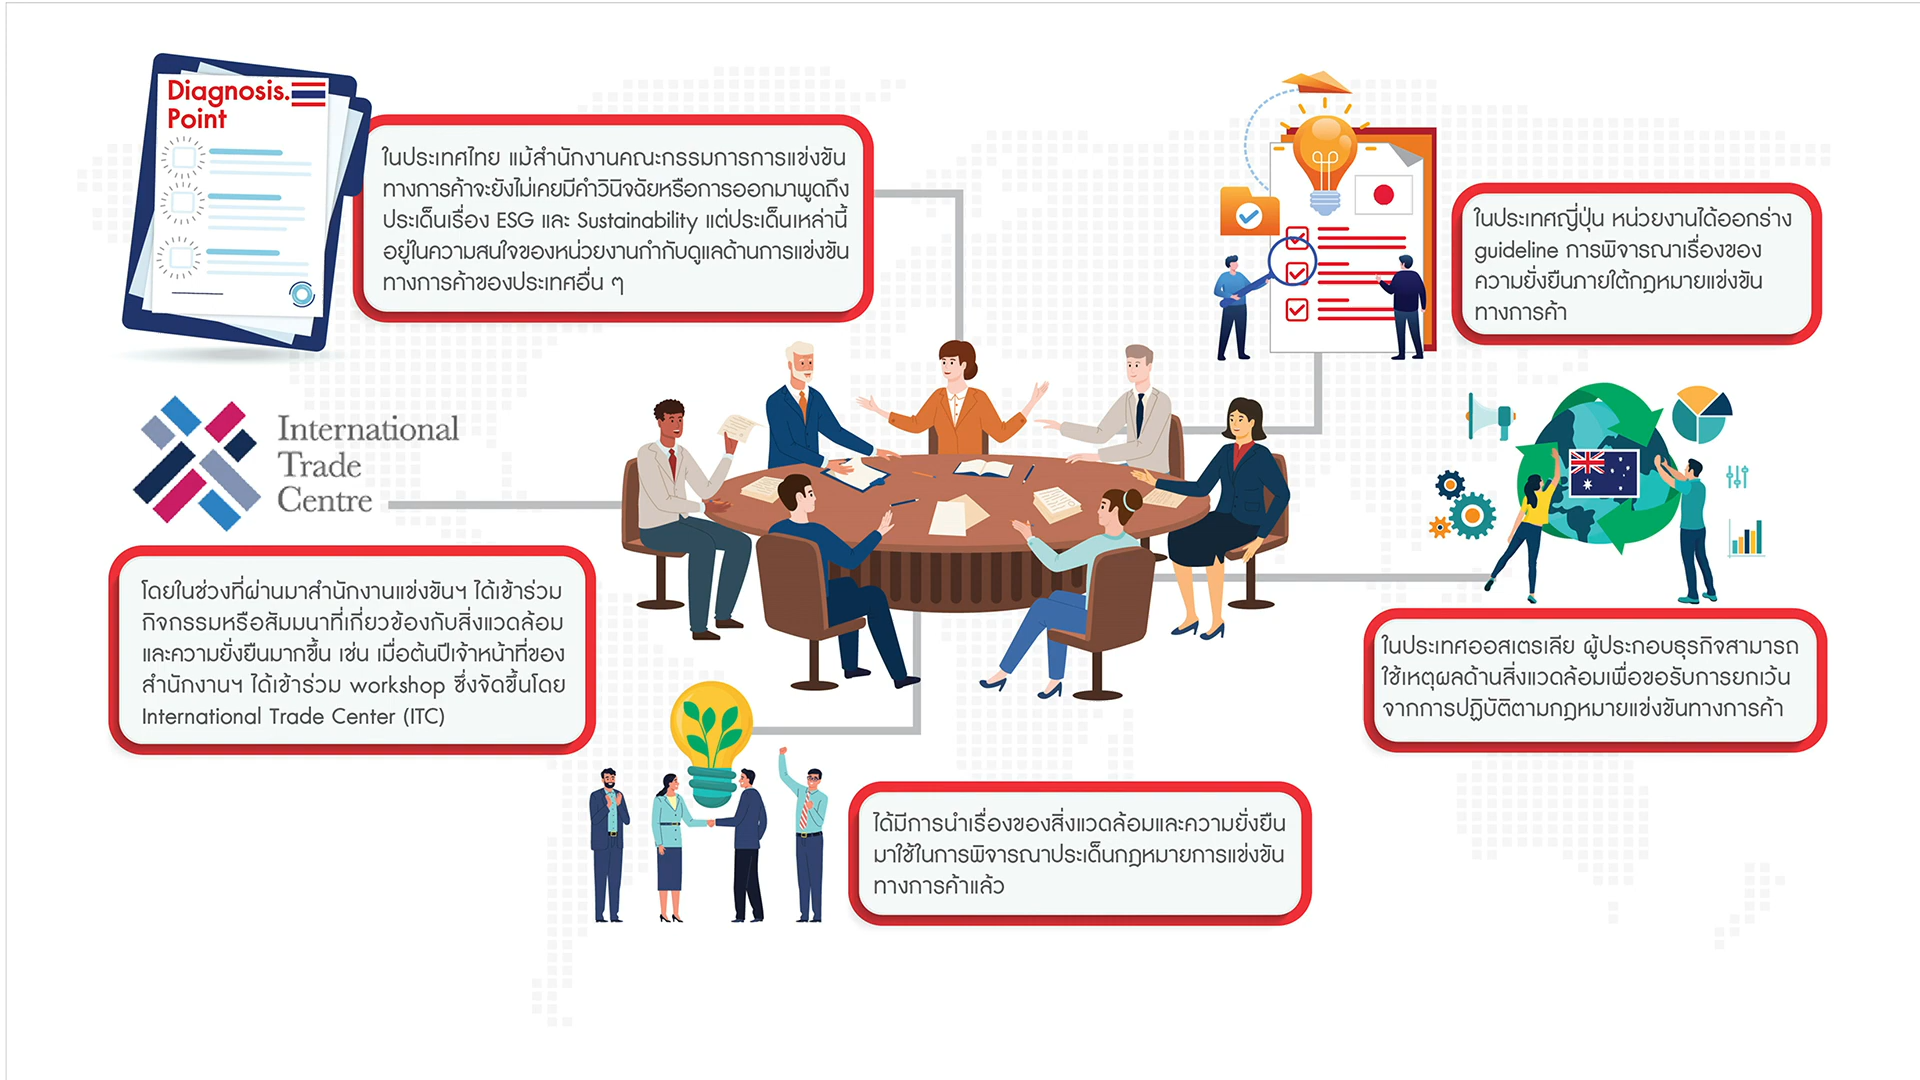 Diagnosis.
Point
ในประเทศไทย แม้สำนักงานคณะกรรมการการแข่งขัน
ทางการค้าจะยังไม่เคยมีคำวินิจฉัยหรือการออกมาพูดถึง
ประเด็นเรื่อง ESG และ Sustainability แต่ประเด็นเหล่านี้
อยู่ในความสนใจของหน่วยงานกำกับดูแลด้านการแข่งขัน
ทางการค้าของประเทศอื่น ๆ
ในประเทศญี่ปุ่น หน่วยงานได้ออกร่าง
guideline การพิจารณาเรื่องของ
ความยั่งยืนภายใต้กฎหมายแข่งขัน
ทางการค้า
International
Trade
Centre
โดยในช่วงที่ผ่านมาสำนักงานแข่งขันฯ ได้เข้าร่วม
กิจกรรมหรือสัมมนาที่เกี่ยวข้องกับสิ่งแวดล้อม
และความยั่งยืนมากขึ้น เช่น เมื่อต้นปีเจ้าหน้าที่ของ
สำนักงานฯ ได้เข้าร่วม workshop ซึ่งจัดขึ้นโดย
International Trade Center (ITC)
ในประเทศออสเตรเลีย ผู้ประกอบธุรกิจสามารถ
ใช้เหตุผลด้านสิ่งแวดล้อมเพื่อขอรับการยกเว้น
จากการปฏิบัติตามกฎหมายแข่งขันทางการค้า
ได้มีการนำเรื่องของสิ่งแวดล้อมและความยั่งยืน
มาใช้ในการพิจารณาประเด็นกฎหมายการแข่งขัน
ทางการค้าแล้ว